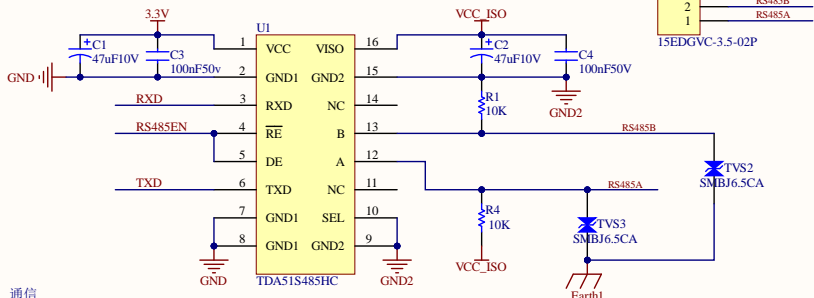 3.3V
U1
VCC_ISO
2
RS485B
1
RS485A
15EDGVC-3.5-02P
C1
47uF10V
C3
100nF50v
GND
1
VCC
VISO
16
C2
47uF10V
C4
100nF50V
2
GND1
GND2
15
GND2
RXD
3
RXD
NC
14
R1
10K
RS485EN
4
RE
B
13
RS485B
5
DE
A
12
TVS2
SMBJ6.5CA
TXD
6
TXD
NC
11
RS485A
7
GND1
SEL
10
R4
10K
TVS3
SMBJ6.5CA
8
GND1
GND2
9
GND
TDA51S485HC
GND2
VCC_ISO
Earth1
通信